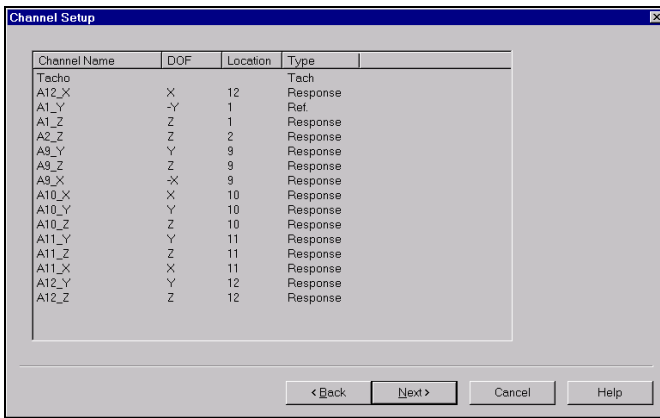 Channel Setup
Channel Name DOF Location Type
Tacho Tach
A12_X X 12 Response
A1_Y -Y 1 Ref.
A1_Z Z 1 Response
A2_Z Z 2 Response
A9_Y Y 9 Response
A9_Z Z 9 Response
A9_X -X 9 Response
A10_X X 10 Response
A10_Y Y 10 Response
A10_Z Z 10 Response
A11_Y Y 11 Response
A11_Z Z 11 Response
A11_X X 11 Response
A12_Y Y 12 Response
A12_Z Z 12 Response
< Back Next > Cancel Help